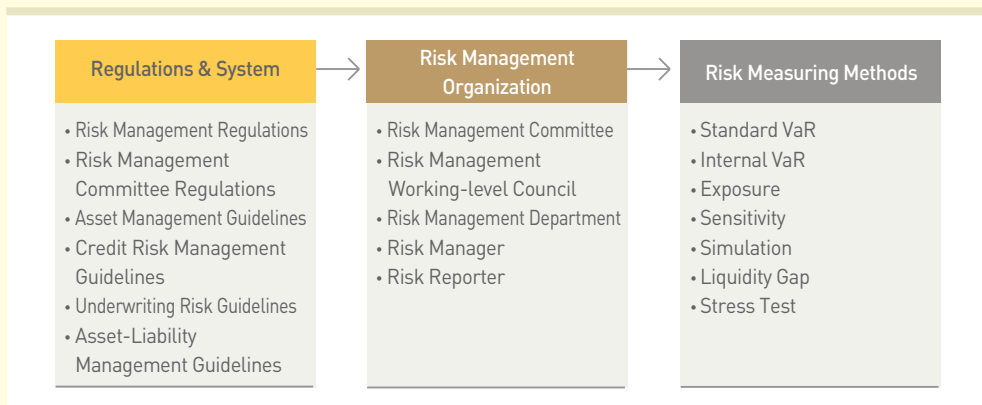 Regulations & System
• Risk Management Regulations
• Risk Management
Committee Regulations
• Asset Management Guidelines
• Credit Risk Management
Guidelines
• Underwriting Risk Guidelines
• Asset-Liability
Management Guidelines
Risk Management
Organization
• Risk Management Committee
• Risk Management
Working-level Council
• Risk Management Department
• Risk Manager
• Risk Reporter
Risk Measuring Methods
• Standard VaR
• Internal VaR
• Exposure
• Sensitivity
• Simulation
• Liquidity Gap
• Stress Test